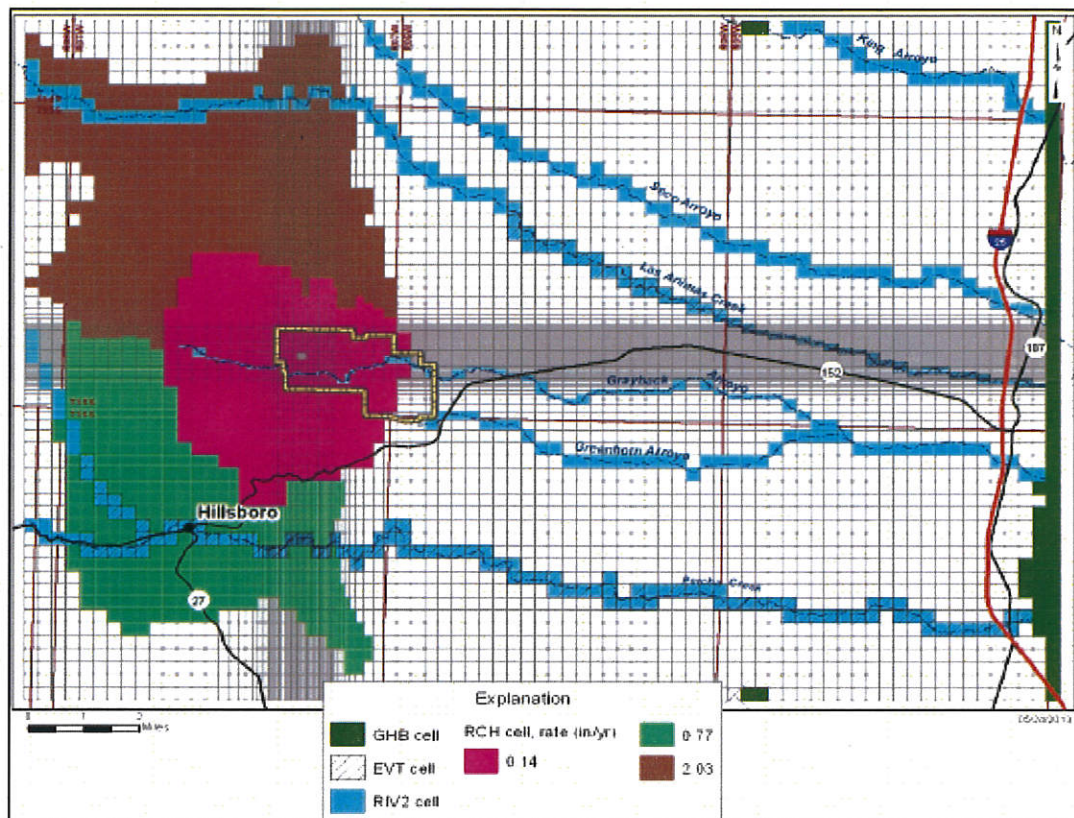 King Arroyo
N
Seco Arroyo
25
Las Animas Creek
187
152
Grayback Arroyo
Greenhorn Arroyo
Hillsboro
Percha Creek
27
Explanation
GHB cell
EVT cell
RIV2 cell
RCH cell, rate (in/yr)
0.14
0.77
2.03
0 1 2
Miles